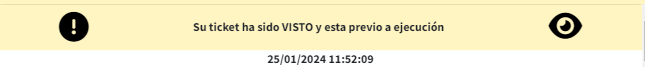 Su ticket ha sido VISTO y esta previo a ejecución
25/01/2024 11:52:09